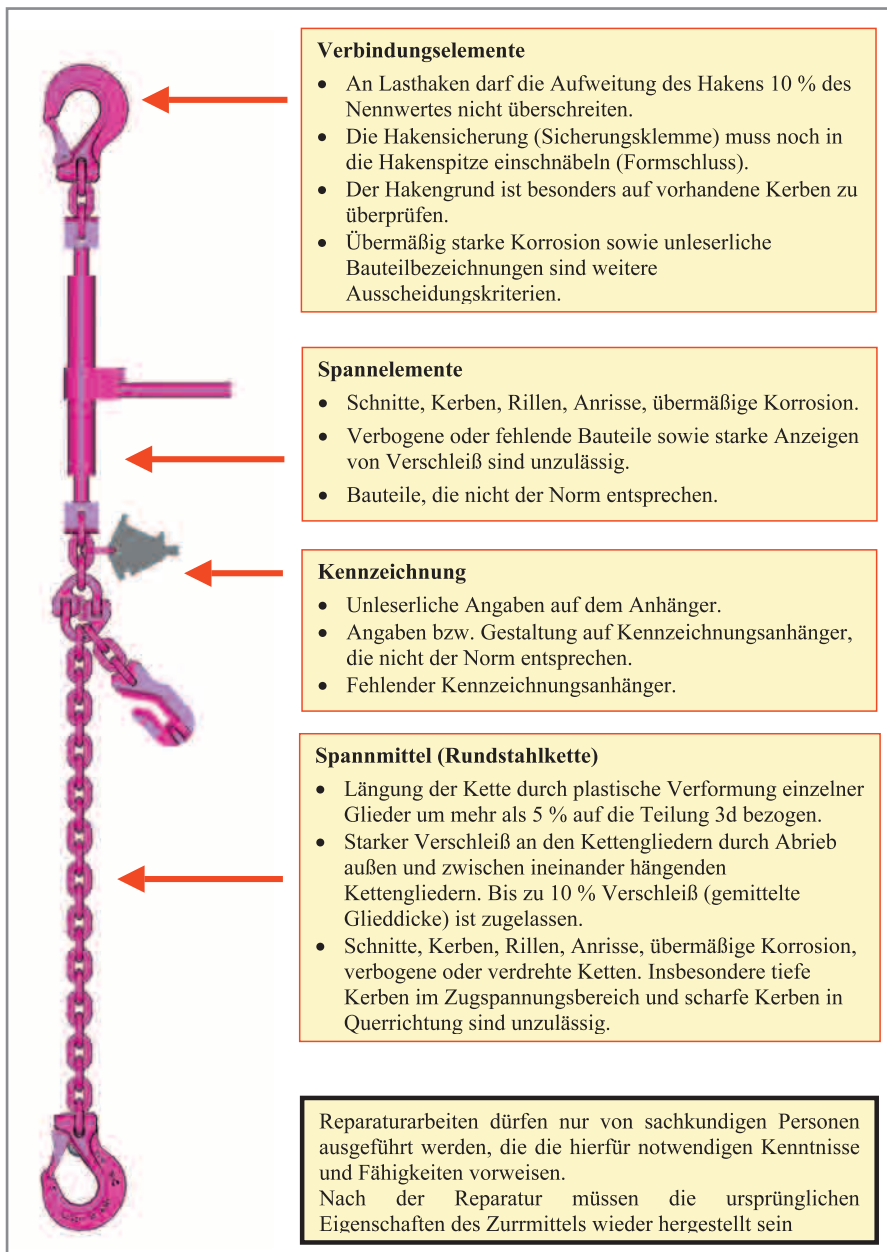 Verbindungselemente
• An Lasthaken darf die Aufweitung des Hakens 10 % des
Nennwertes nicht überschreiten.
• Die Hakensicherung (Sicherungsklemme) muss noch in
die Hakenspitze einschnäbeln (Formschluss).
• Der Hakengrund ist besonders auf vorhandene Kerben zu
überprüfen.
• Übermäßig starke Korrosion sowie unleserliche
Bauteilbezeichnungen sind weitere
Ausscheidungskriterien.
Spannelemente
• Schnitte, Kerben, Rillen, Anrisse, übermäßige Korrosion.
• Verbogene oder fehlende Bauteile sowie starke Anzeigen
von Verschleiß sind unzulässig.
• Bauteile, die nicht der Norm entsprechen.
Kennzeichnung
• Unleserliche Angaben auf dem Anhänger.
• Angaben bzw. Gestaltung auf Kennzeichnungsanhänger,
die nicht der Norm entsprechen.
• Fehlender Kennzeichnungsanhänger.
Spannmittel (Rundstahlkette)
• Längung der Kette durch plastische Verformung einzelner
Glieder um mehr als 5 % auf die Teilung 3d bezogen.
• Starker Verschleiß an den Kettengliedern durch Abrieb
außen und zwischen ineinander hängenden
Kettengliedern. Bis zu 10 % Verschleiß (gemittelte
Glieddicke) ist zugelassen.
• Schnitte, Kerben, Rillen, Anrisse, übermäßige Korrosion,
verbogene oder verdrehte Ketten. Insbesondere tiefe
Kerben im Zugspannungsbereich und scharfe Kerben in
Querrichtung sind unzulässig.
Reparaturarbeiten dürfen nur von sachkundigen Personen
ausgeführt werden, die die hierfür notwendigen Kenntnisse
und Fähigkeiten vorweisen.
Nach der Reparatur müssen die ursprünglichen
Eigenschaften des Zurrmittels wieder hergestellt sein